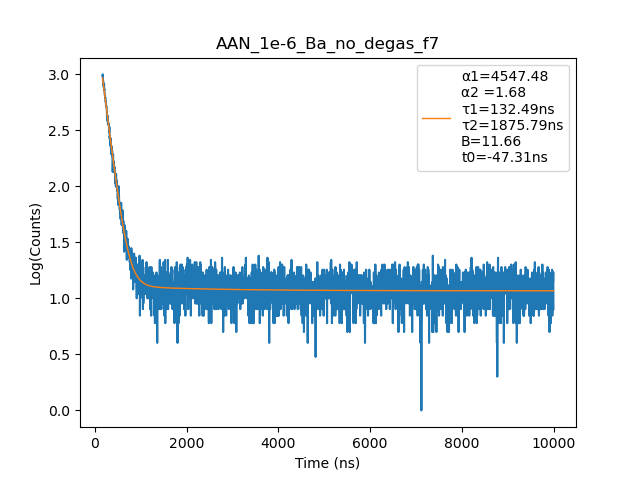 AAN_1e-6_Ba_no_degas_f7
α1=4547.48
α2 =1.68
τ1=132.49ns
τ2=1875.79ns
B=11.66
t0=-47.31ns
Log(Counts)
3.0
2.5
2.0
1.5
1.0
0.5
0.0
0 2000 4000 6000 8000 10000
Time (ns)